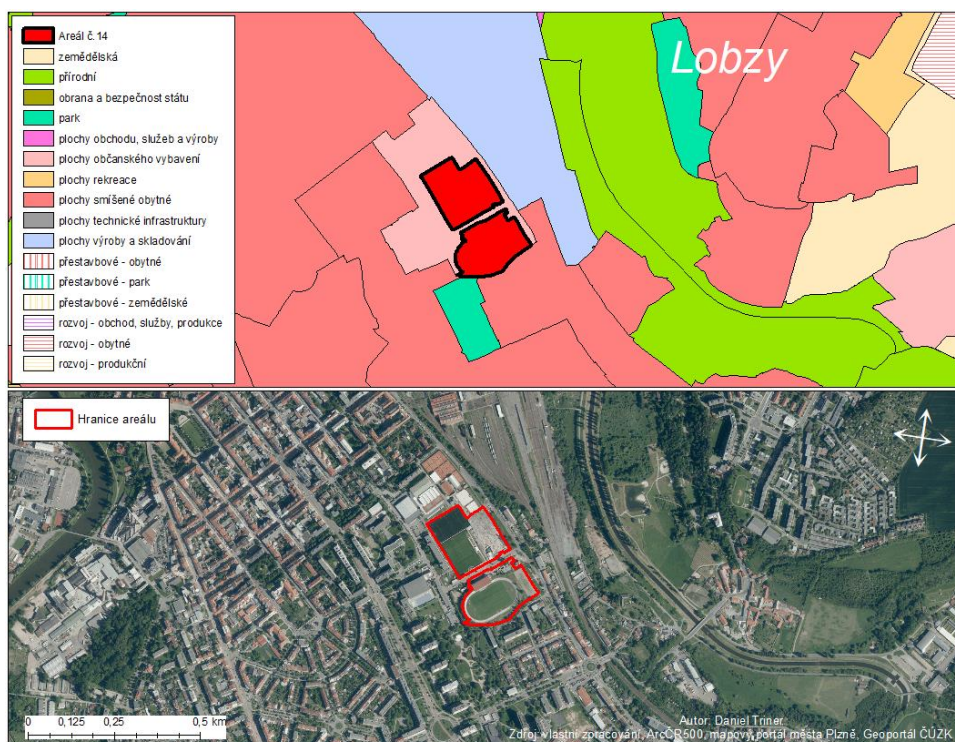 Areál č.14
zemědělská
přírodní
obrana a bezpečnost státu
park
plochy obchodu, služeb a výroby
plochy občanského vybavení
plochy rekreace
plochy smíšené obytné
plochy technické infrastruktury
plochy výroby a skladování
přestavbové - obytné
přestavbové - park
přestavbové - zemědělské
rozvoj - obchod, služby, produkce
rozvoj - obytné
rozvoj - produkční
Lobzy
Hranice areálu
0 0,125 0,25 0,5 km
Autor: Daniel Triner
Zdroj: vlastní zpracování, ArcČR500, mapový portál města Plzně, Geoportál ČÚZK